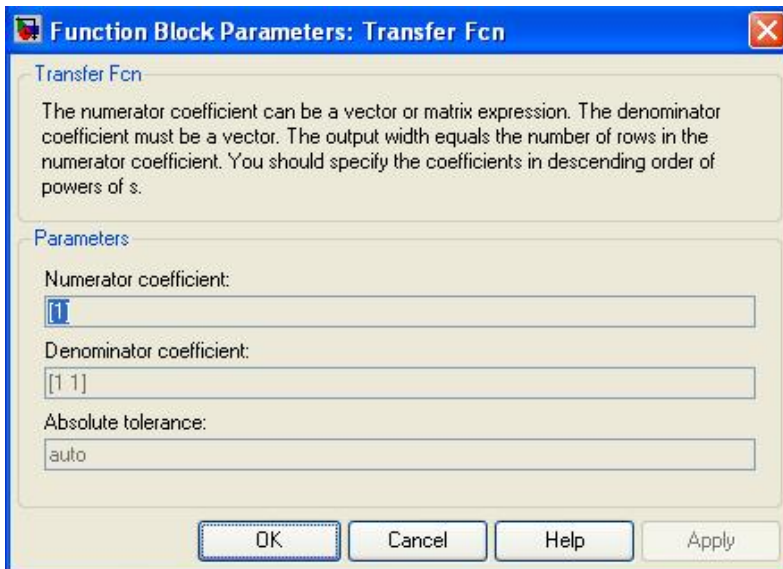 Function Block Parameters: Transfer Fcn
Transfer Fcn
The numerator coefficient can be a vector or matrix expression. The denominator
coefficient must be a vector. The output width equals the number of rows in the
numerator coefficient. You should specify the coefficients in descending order of
powers of s.
Parameters
Numerator coefficient:
[1]
Denominator coefficient:
[1 1]
Absolute tolerance:
auto
OK Cancel Help Apply